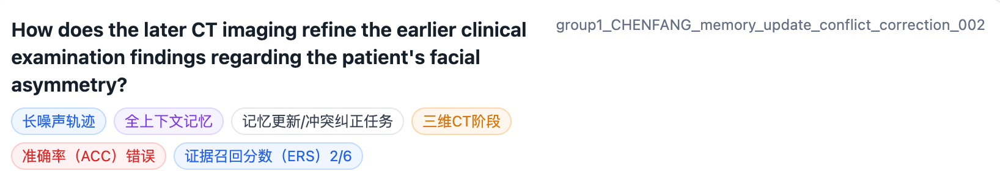 How does the later CT imaging refine the earlier clinical
examination findings regarding the patient's facial
asymmetry?
group1_CHENFANG_memory_update_conflict_correction_002
长噪声轨迹
全上下文记忆
记忆更新/冲突纠正任务
三维CT阶段
准确率（ACC）错误
证据召回分数（ERS）2/6